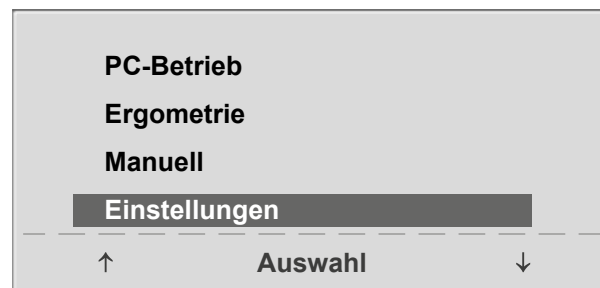 PC-Betrieb
Ergometrie
Manuell
Einstellungen
↑ Auswahl ↓